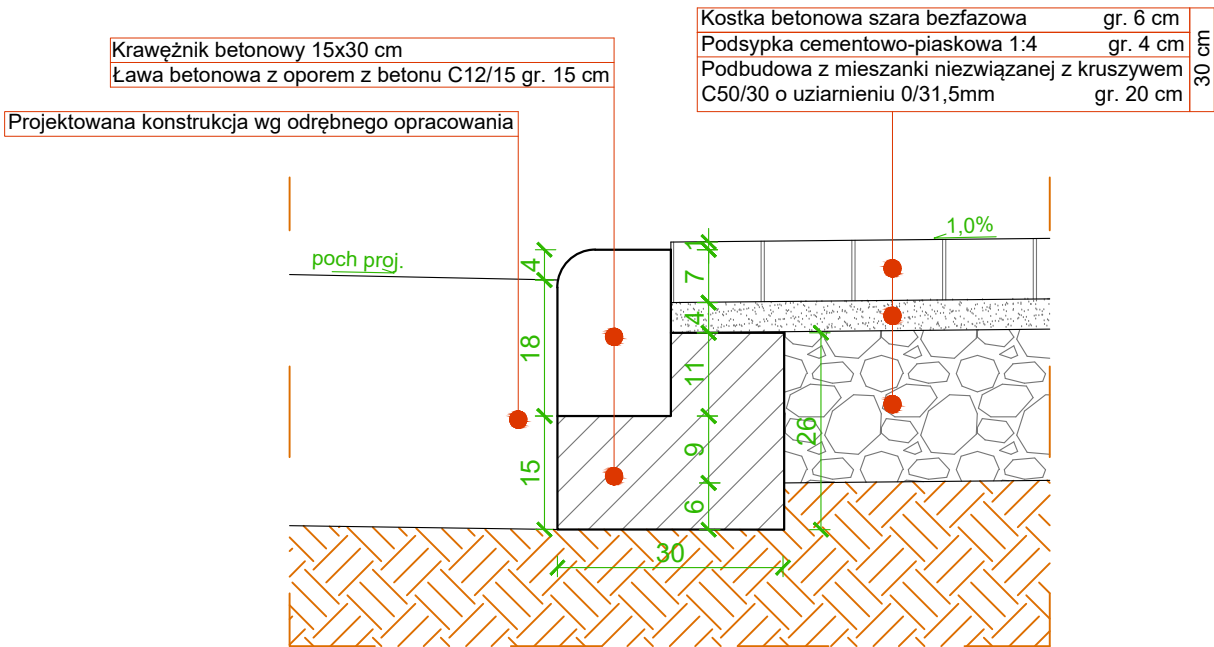 Kostka betonowa szara bezfazowa gr. 6 cm
Podsypka cementowo-piaskowa 1:4 gr. 4 cm
Podbudowa z mieszanki niezwiązanej z kruszywem
C50/30 o uziarnieniu 0/31,5mm gr. 20 cm
30 cm
Krawężnik betonowy 15x30 cm
Ława betonowa z oporem z betonu C12/15 gr. 15 cm
Projektowana konstrukcja wg odrębnego opracowania
poch proj.
1,0%
4
18
15
1
7
4
11
9
6
26
30